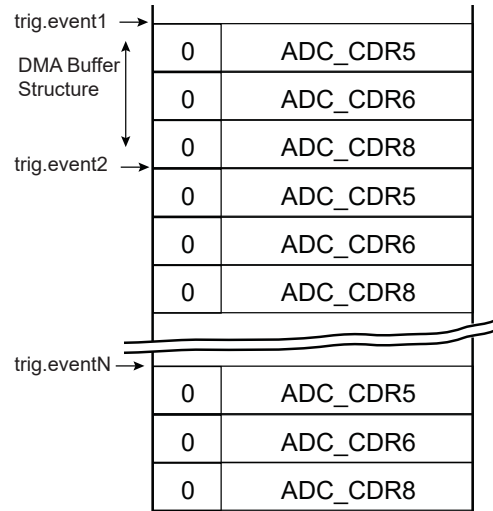 trig.event1
DMA Buffer
Structure
0 ADC_CDR5
0 ADC_CDR6
0 ADC_CDR8
trig.event2
0 ADC_CDR5
0 ADC_CDR6
0 ADC_CDR8
trig.eventN
0 ADC_CDR5
0 ADC_CDR6
0 ADC_CDR8